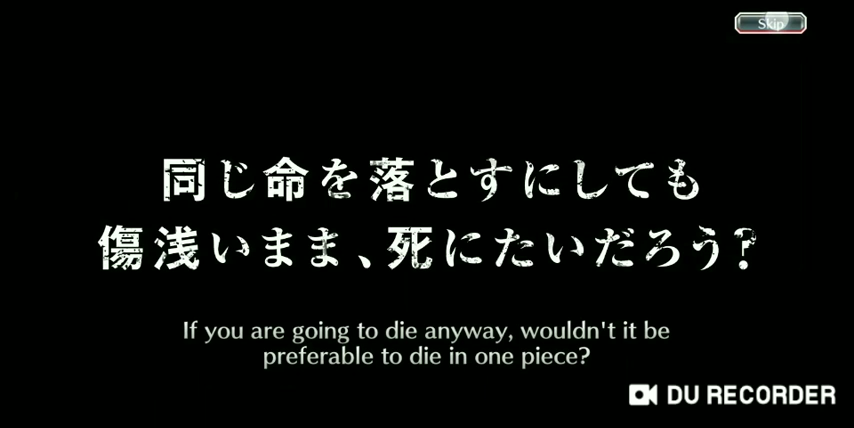 Skip
同じ命を落とすにしても
傷浅いまま、死にたいだろう?
If you are going to die anyway, wouldn't it be
preferable to die in one piece?
DU RECORDER